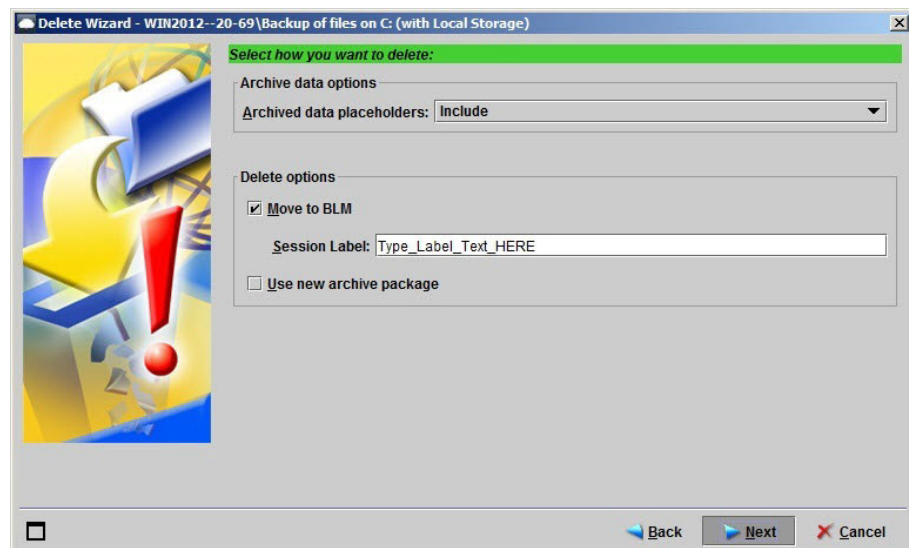 Delete Wizard - WIN2012--20-69\Backup of files on C: (with Local Storage)
Select how you want to delete:
Archive data options
Archived data placeholders: Include
Delete options
Move to BLM
Session Label: Type_Label_Text_HERE
Use new archive package
Back Next Cancel